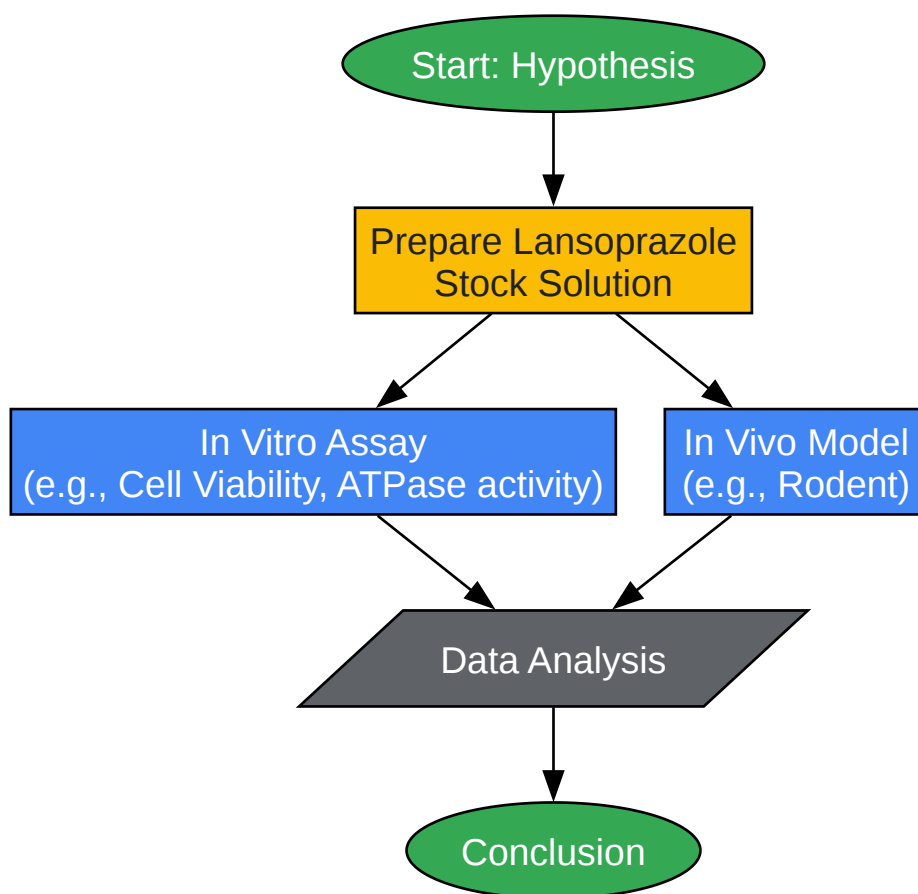 Start: Hypothesis
Prepare Lansoprazole
Stock Solution
In Vitro Assay
(e.g., Cell Viability, ATPase activity)
In Vivo Model
(e.g., Rodent)
Data Analysis
Conclusion